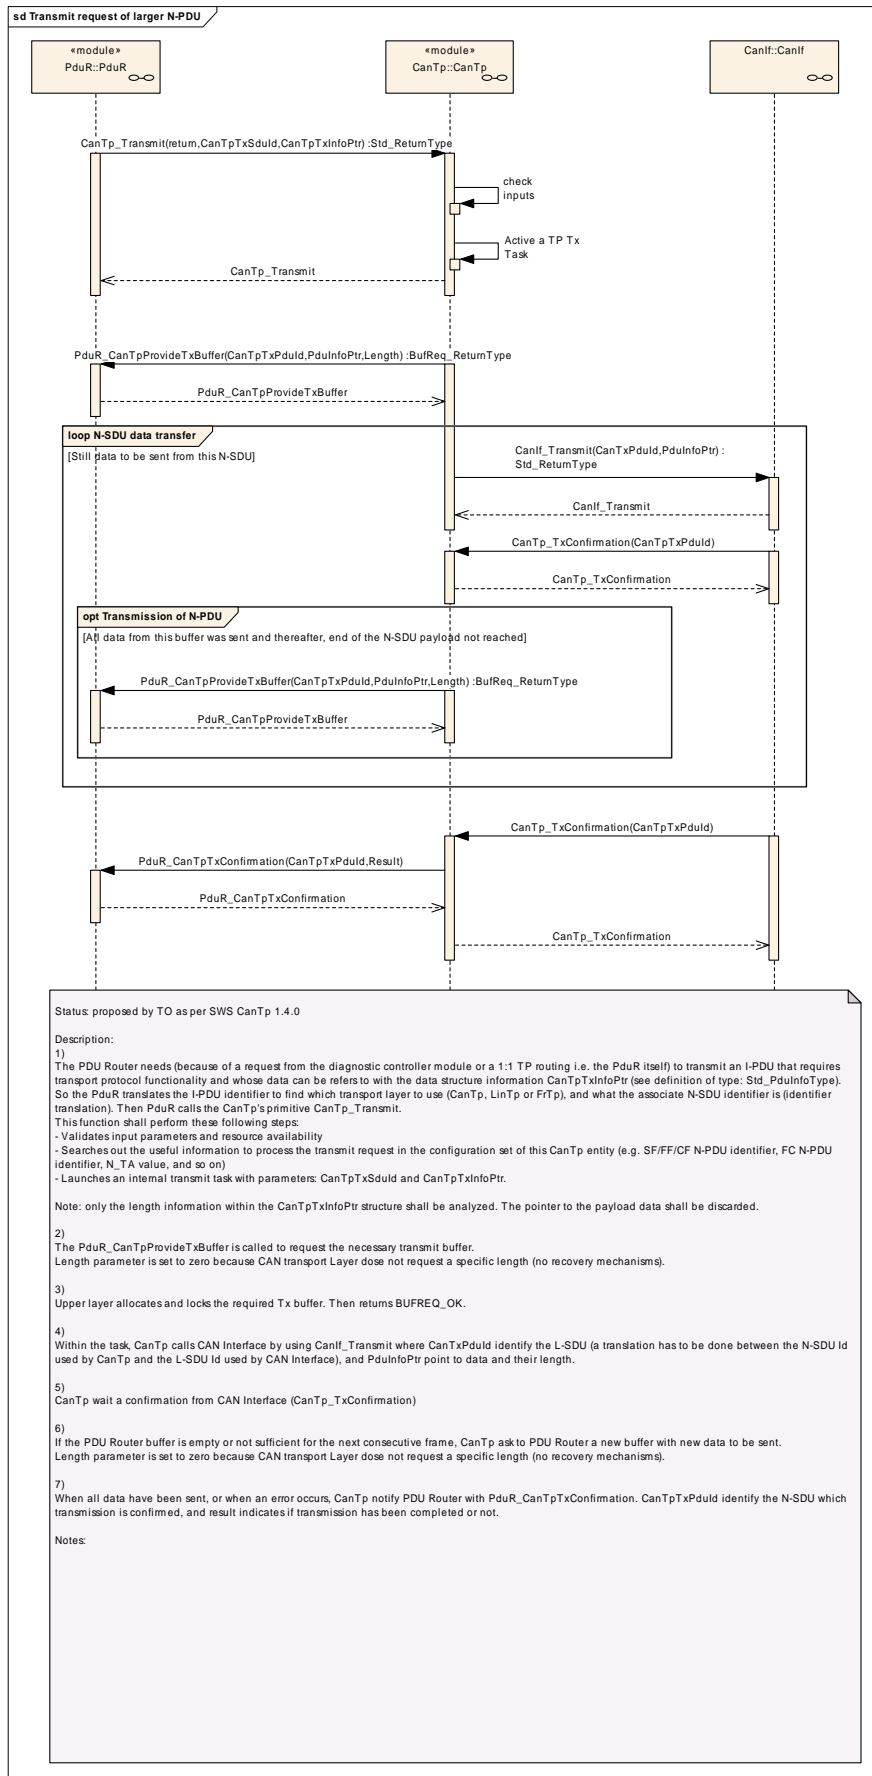 sd Transmit request of larger N-PDU
«module»
PduR::PduR
«module»
CanTp::CanTp
CanIf::CanIf
CanTp_Transmit(return,CanTpTxSduId,CanTpTxInfoPtr) :Std_ReturnType
check
inputs
Active a TP Tx
Task
CanTp_Transmit
PduR_CanTpProvideTxBuffer(CanTpTxPduId,PduInfoPtr,Length) :BufReq_ReturnType
PduR_CanTpProvideTxBuffer
loop N-SDU data transfer
[Still data to be sent from this N-SDU]
CanIf_Transmit(CanTxPduId,PduInfoPtr) :
Std_ReturnType
CanIf_Transmit
CanTp_TxConfirmation(CanTpTxPduId)
CanTp_TxConfirmation
opt Transmission of N-PDU
[All data from this buffer was sent and thereafter, end of the N-SDU payload not reached]
PduR_CanTpProvideTxBuffer(CanTpTxPduId,PduInfoPtr,Length) :BufReq_ReturnType
PduR_CanTpProvideTxBuffer
CanTp_TxConfirmation(CanTpTxPduId)
PduR_CanTpTxConfirmation(CanTpTxPduId,Result)
PduR_CanTpTxConfirmation
CanTp_TxConfirmation
Status: proposed by TO as per SWS CanTp 1.4.0
Description:
1)
The PDU Router needs (because of a request from the diagnostic controller module or a 1:1 TP routing i.e. the PduR itself) to transmit an I-PDU that requires
transport protocol functionality and whose data can be refers to with the data structure information CanTpTxInfoPtr (see definition of type: Std_PduInfoType).
So the PduR translates the I-PDU identifier to find which transport layer to use (CanTp, LinTp or FrTp), and what the associate N-SDU identifier is (identifier
translation). Then PduR calls the CanTp's primitive CanTp_Transmit.
This function shall perform these following steps:
- Validates input parameters and resource availability
- Searches out the useful information to process the transmit request in the configuration set of this CanTp entity (e.g. SF/FF/CF N-PDU identifier, FC N-PDU
identifier, N_TA value, and so on)
- Launches an internal transmit task with parameters: CanTpTxSduId and CanTpTxInfoPtr.
Note: only the length information within the CanTpTxInfoPtr structure shall be analyzed. The pointer to the payload data shall be discarded.
2)
The PduR_CanTpProvideTxBuffer is called to request the necessary transmit buffer.
Length parameter is set to zero because CAN transport Layer dose not request a specific length (no recovery mechanisms).
3)
Upper layer allocates and locks the required Tx buffer. Then returns BUFREQ_OK.
4)
Within the task, CanTp calls CAN Interface by using CanIf_Transmit where CanTxPduId identify the L-SDU (a translation has to be done between the N-SDU Id
used by CanTp and the L-SDU Id used by CAN Interface), and PduInfoPtr point to data and their length.
5)
CanTp wait a confirmation from CAN Interface (CanTp_TxConfirmation)
6)
If the PDU Router buffer is empty or not sufficient for the next consecutive frame, CanTp ask to PDU Router a new buffer with new data to be sent.
Length parameter is set to zero because CAN transport Layer dose not request a specific length (no recovery mechanisms).
7)
When all data have been sent, or when an error occurs, CanTp notify PDU Router with PduR_CanTpTxConfirmation. CanTpTxPduId identify the N-SDU which
transmission is confirmed, and result indicates if transmission has been completed or not.
Notes: